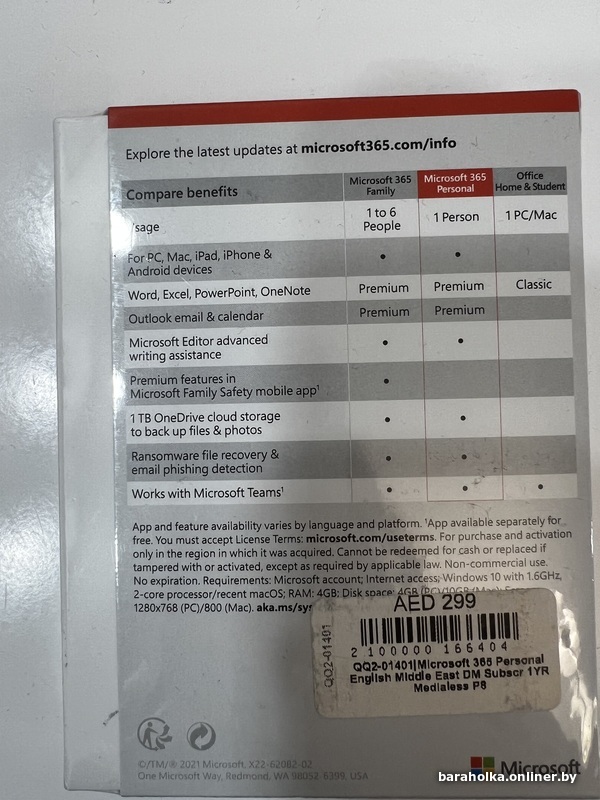 Explore the latest updates at microsoft365.com/info
Compare benefits
Microsoft 365
Family
Microsoft 365
Personal
Office
Home & Student
sage
1 to 6
People
1 Person
1 PC/Mac
For PC, Mac, iPad, iPhone &
Android devices
•
•
Word, Excel, PowerPoint, OneNote
Premium
Premium
Classic
Outlook email & calendar
Premium
Premium
Microsoft Editor advanced
writing assistance
•
•
Premium features in
Microsoft Family Safety mobile app¹
•
1 TB OneDrive cloud storage
to back up files & photos
•
•
Ransomware file recovery &
email phishing detection
•
•
Works with Microsoft Teams¹
•
•
•
App and feature availability varies by language and platform. ¹App available separately for
free. You must accept License Terms: microsoft.com/useterms. For purchase and activation
only in the region in which it was acquired. Cannot be redeemed for cash or replaced if
tampered with or activated, except as required by applicable law. Non-commercial use.
No expiration. Requirements: Microsoft account; Internet access; Windows 10 with 1.6GHz,
2-core processor/recent macOS; RAM: 4GB; Disk space: 4GB
1280x768 (PC)/800 (Mac). aka.ms/sys
AED 299
2 100000 166404
QQ2-01401
QQ2-01401|Microsoft 365 Personal
English Middle East DM Subscr 1YR
Medialess P8
©/TM/® 2021 Microsoft. X22-62082-02
One Microsoft Way, Redmond, WA 98052-6399, USA
Microsoft
baraholka.onliner.by